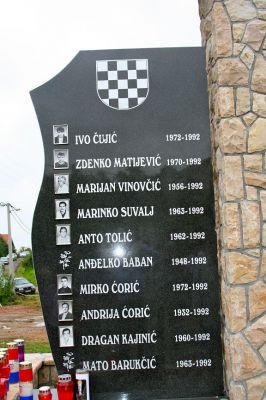 IVO ČUJIĆ 1972-1992
ZDENKO MATIJEVIĆ 1970-1992
MARIJAN VINOVČIĆ 1956-1992
MARINKO SUVALJ 1963-1992
ANTO TOLIĆ 1962-1992
ANĐELKO BABAN 1948-1992
MIRKO ĆORIĆ 1972-1992
ANDRIJA ĆORIĆ 1952-1992
DRAGAN KAJINIĆ 1960-1992
MATO BARUKČIĆ 1963-1992